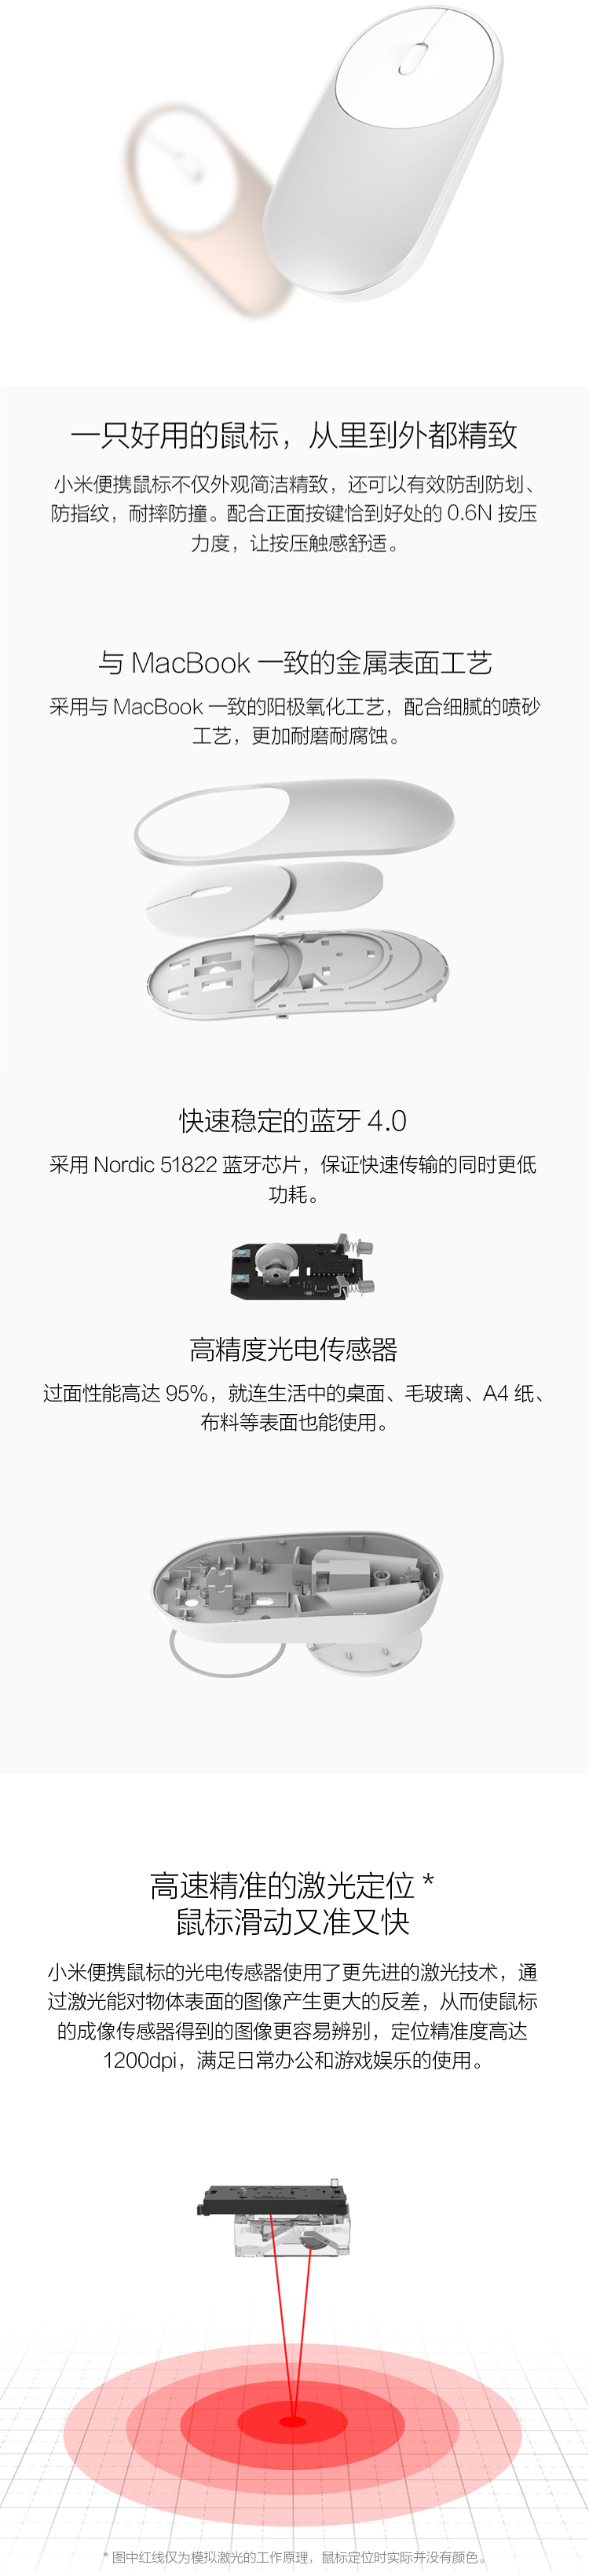 一只好用的鼠标，从里到外都精致
小米便携鼠标不仅外观简洁精致，还可以有效防刮防划、
防指纹，耐摔防撞。配合正面按键恰到好处的 0.6N 按压
力度，让按压触感舒适。
与 MacBook 一致的金属表面工艺
采用与 MacBook 一致的阳极氧化工艺，配合细腻的喷砂
工艺，更加耐磨耐腐蚀。
快速稳定的蓝牙 4.0
采用 Nordic 51822 蓝牙芯片，保证快速传输的同时更低
功耗。
高精度光电传感器
过面性能高达 95%，就连生活中的桌面、毛玻璃、A4 纸、
布料等表面也能使用。
高速精准的激光定位 *
鼠标滑动又准又快
小米便携鼠标的光电传感器使用了更先进的激光技术，通
过激光能对物体表面的图像产生更大的反差，从而使鼠标
的成像传感器得到的图像更容易辨别，定位精准度高达
1200dpi，满足日常办公和游戏娱乐的使用。
* 图中红线仅为模拟激光的工作原理，鼠标定位时实际并没有颜色。